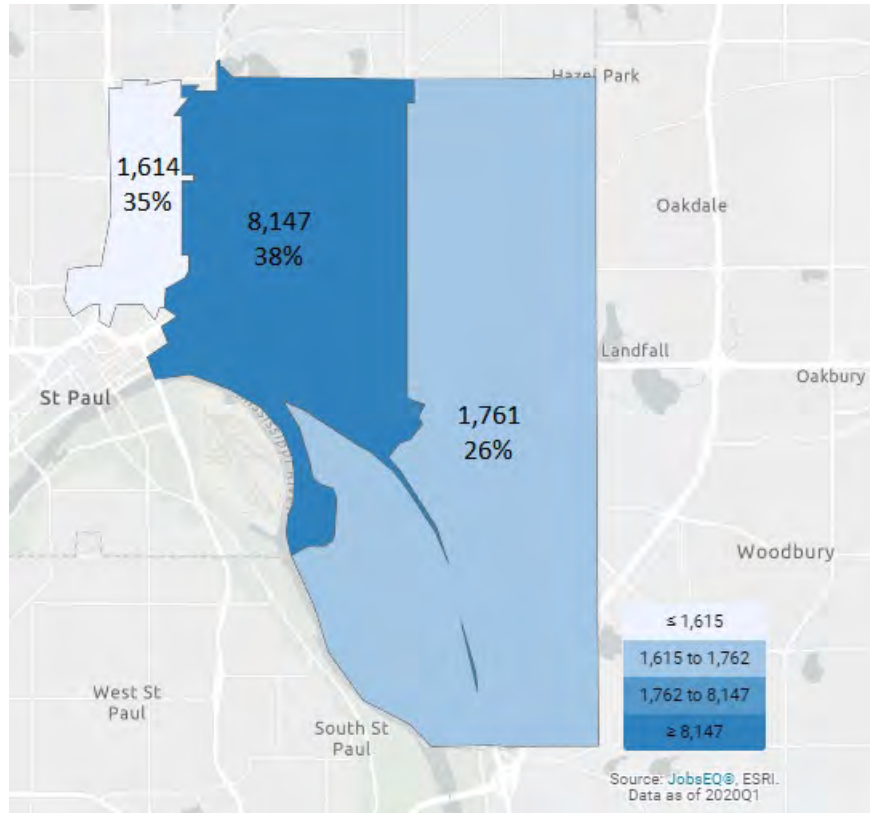 Hazel Park
1,614
35%
8,147
38%
Oakdale
Landfall
Oakbury
St Paul
Mississippi River
1,761
26%
Woodbury
≤ 1,615
1,615 to 1,762
1,762 to 8,147
≥ 8,147
West St
Paul
South St
Paul
Source: JobsEQ®, ESRI.
Data as of 2020Q1